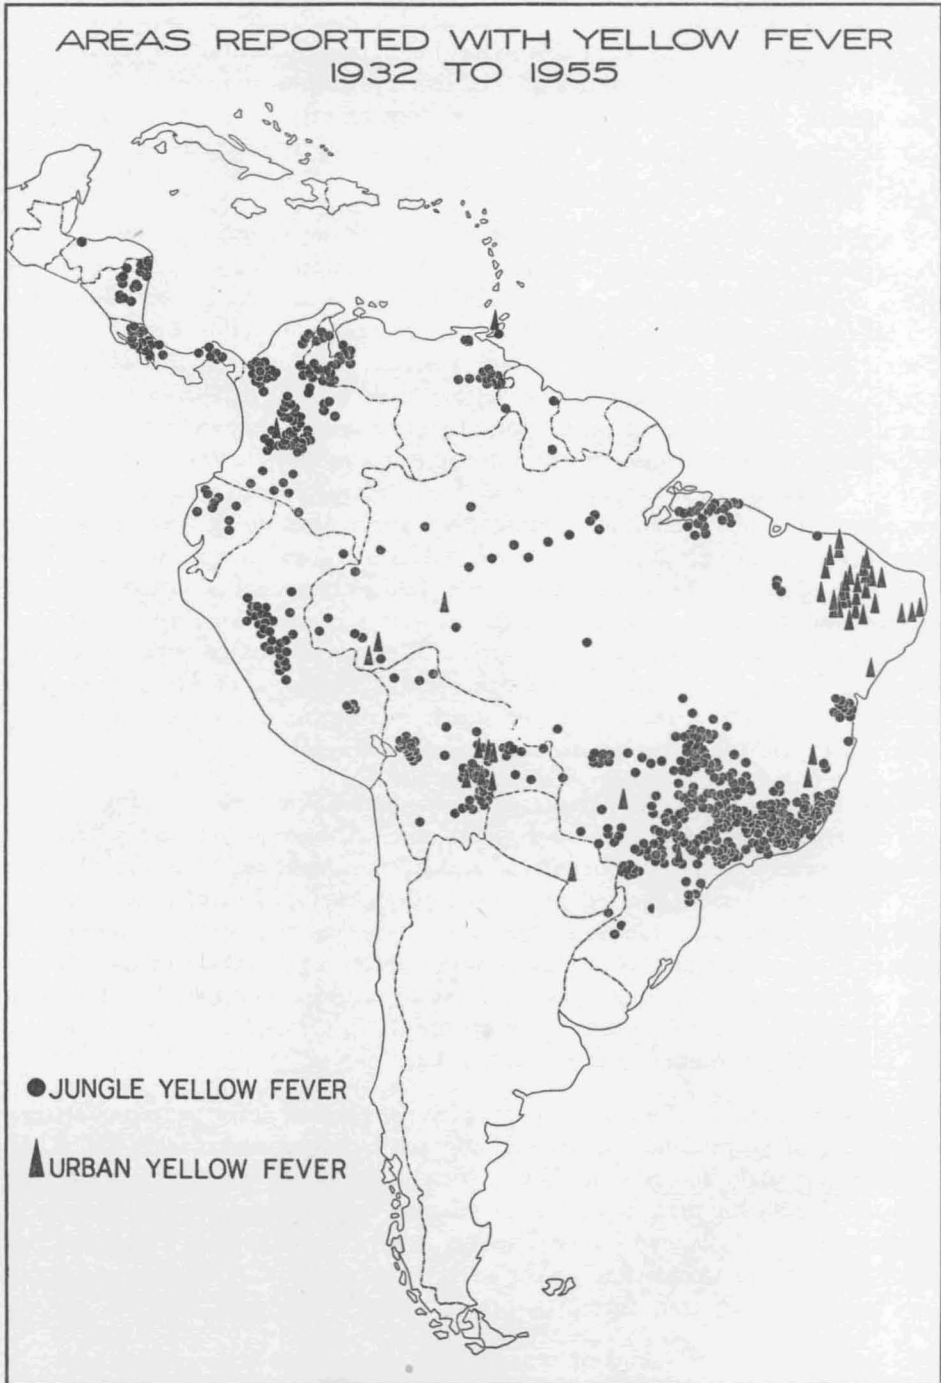 AREAS REPORTED WITH YELLOW FEVER
1932 TO 1955
JUNGLE YELLOW FEVER
URBAN YELLOW FEVER